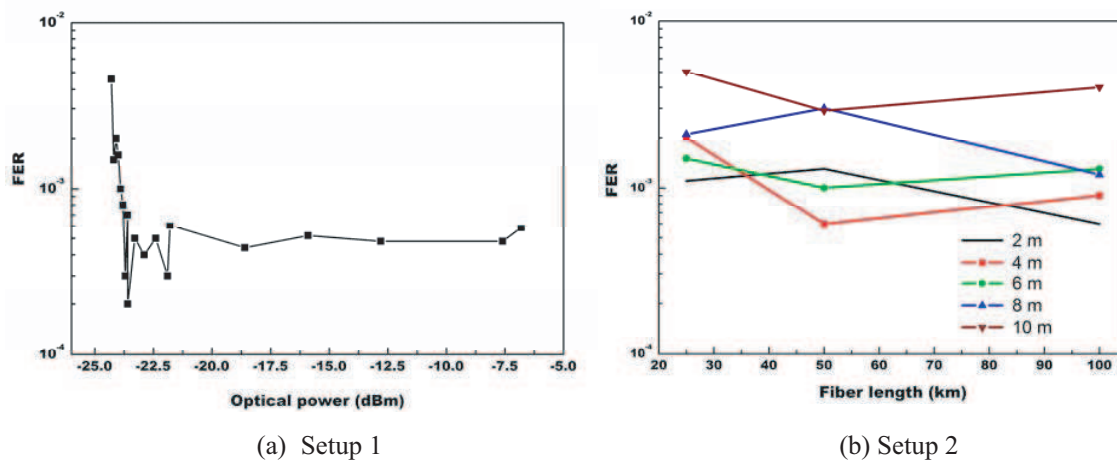 10-2
10-3
10-4
FER
-25.0 -22.5 -20.0 -17.5 -15.0 -12.5 -10.0 -7.5 -5.0
Optical power (dBm)
(a) Setup 1
10-2
10-3
10-4
FER
2 m
4 m
6 m
8 m
10 m
20 30 40 50 60 70 80 90 100
Fiber length (km)
(b) Setup 2